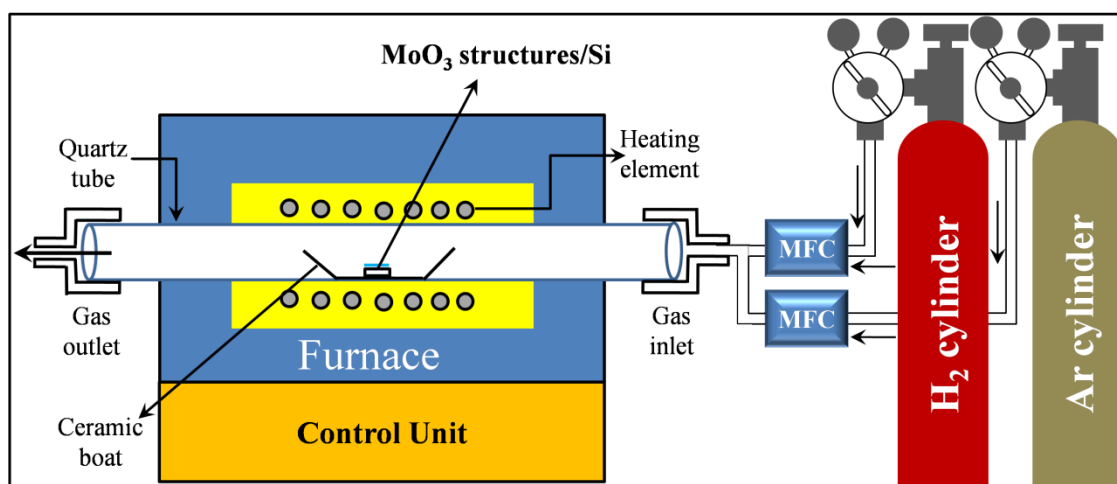 MoO₃ structures/Si
Quartz
tube
Heating
element
MFC
MFC
Gas
outlet
Gas
inlet
Furnace
Ceramic
boat
Control Unit
H₂ cylinder
Ar cylinder